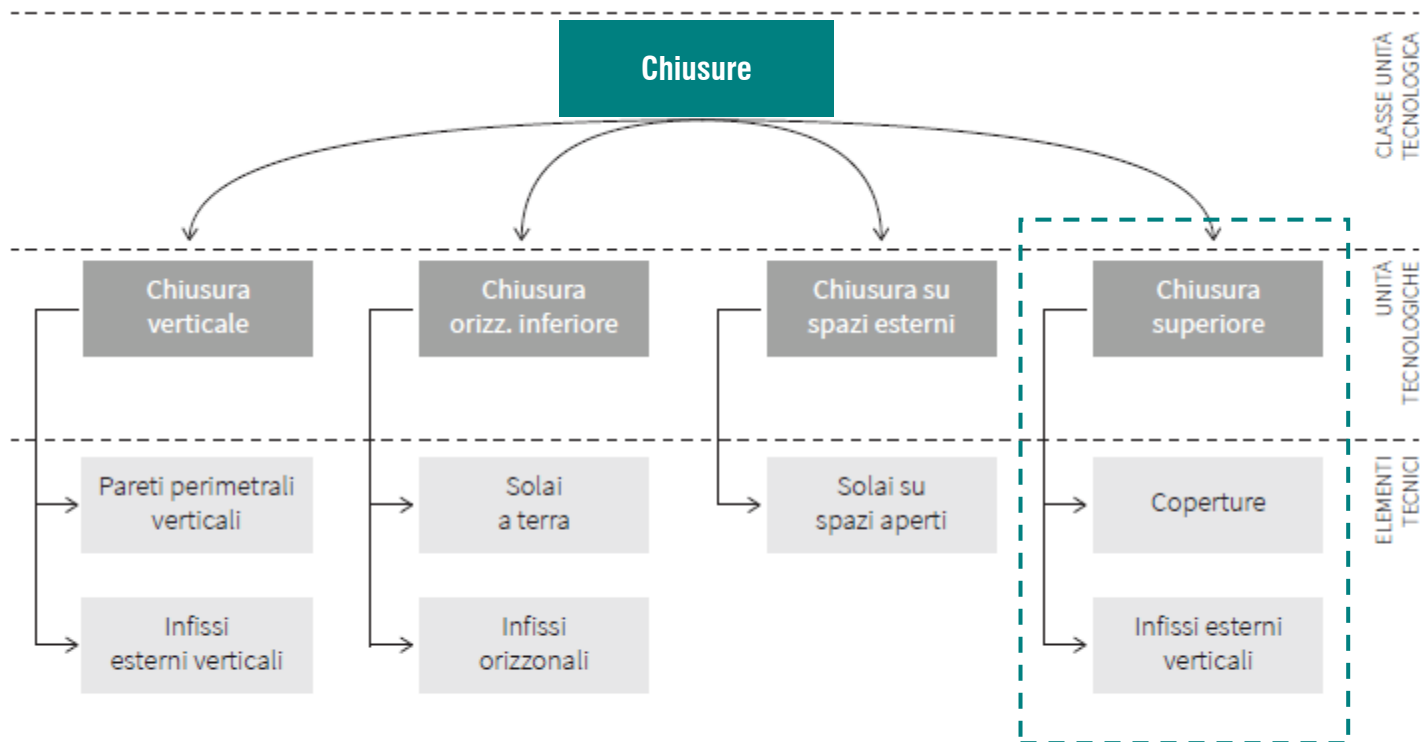 Chiusure
CLASSE UNITÀ
TECNOLOGICA
Chiusura
verticale
Chiusura
orizz. inferiore
Chiusura su
spazi esterni
Chiusura
superiore
UNITÀ
TECNOLOGICHE
Pareti perimetrali
verticali
Solai
a terra
Solai su
spazi aperti
Coperture
ELEMENTI
TECNICI
Infissi
esterni verticali
Infissi
orizzonali
Infissi esterni
verticali